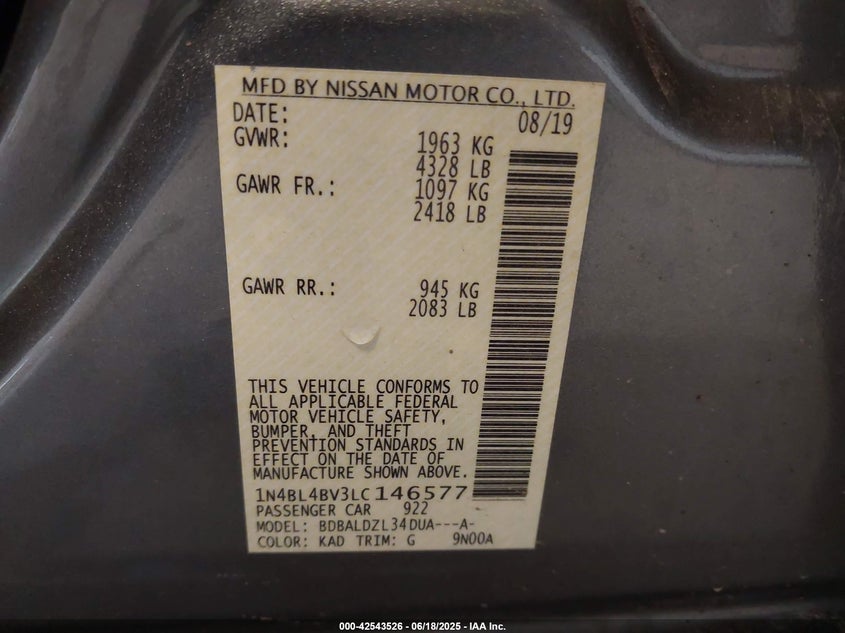 MFD BY NISSAN MOTOR CO., LTD.
DATE: 08/19
GVWR: 1963 KG
4328 LB
GAWR FR.: 1097 KG
2418 LB
GAWR RR.: 945 KG
2083 LB
THIS VEHICLE CONFORMS TO
ALL APPLICABLE FEDERAL
MOTOR VEHICLE SAFETY,
BUMPER, AND THEFT
PREVENTION STANDARDS IN
EFFECT ON THE DATE OF
MANUFACTURE SHOWN ABOVE.
1N4BL4BV3LC146577
PASSENGER CAR 922
MODEL: BDBALDZL34DUA---A-
COLOR: KAD TRIM: G 9N00A
000-42543526 - 06/18/2025 - IAA Inc.